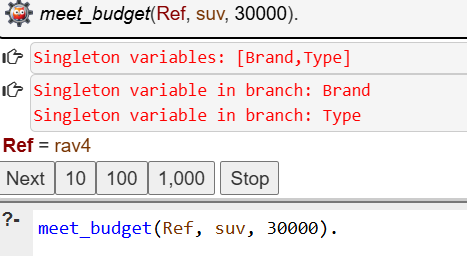 meet_budget(Ref, suv, 30000).
Singleton variables: [Brand,Type]
Singleton variable in branch: Brand
Singleton variable in branch: Type
Ref = rav4
Next 10 100 1,000 Stop
?- meet_budget(Ref, suv, 30000).